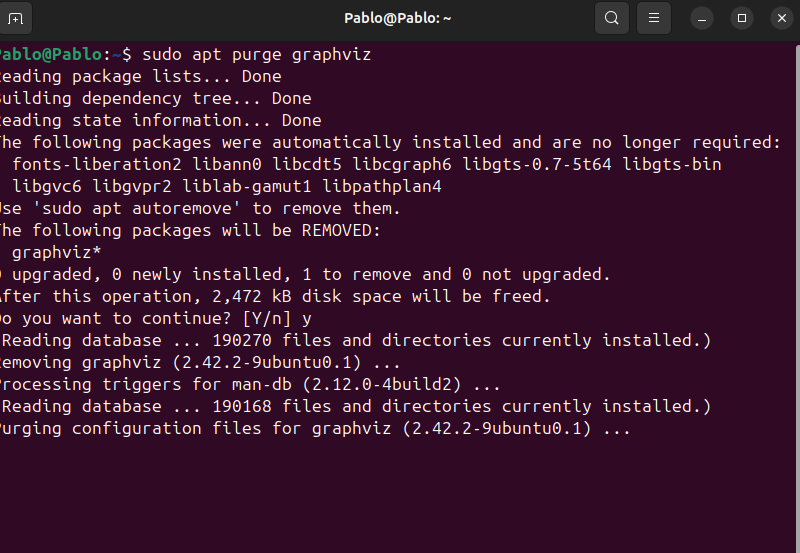 Pablo@Pablo: ~
Pablo@Pablo:~$ sudo apt purge graphviz
Reading package lists... Done
Building dependency tree... Done
Reading state information... Done
The following packages were automatically installed and are no longer required:
  fonts-liberation2 libann0 libcdt5 libcgraph6 libgts-0.7-5t64 libgts-bin
  libgvc6 libgvpr2 liblab-gamut1 libpathplan4
Use 'sudo apt autoremove' to remove them.
The following packages will be REMOVED:
  graphviz*
0 upgraded, 0 newly installed, 1 to remove and 0 not upgraded.
After this operation, 2,472 kB disk space will be freed.
Do you want to continue? [Y/n] y
(Reading database ... 190270 files and directories currently installed.)
Removing graphviz (2.42.2-9ubuntu0.1) ...
Processing triggers for man-db (2.12.0-4build2) ...
(Reading database ... 190168 files and directories currently installed.)
Purging configuration files for graphviz (2.42.2-9ubuntu0.1) ...